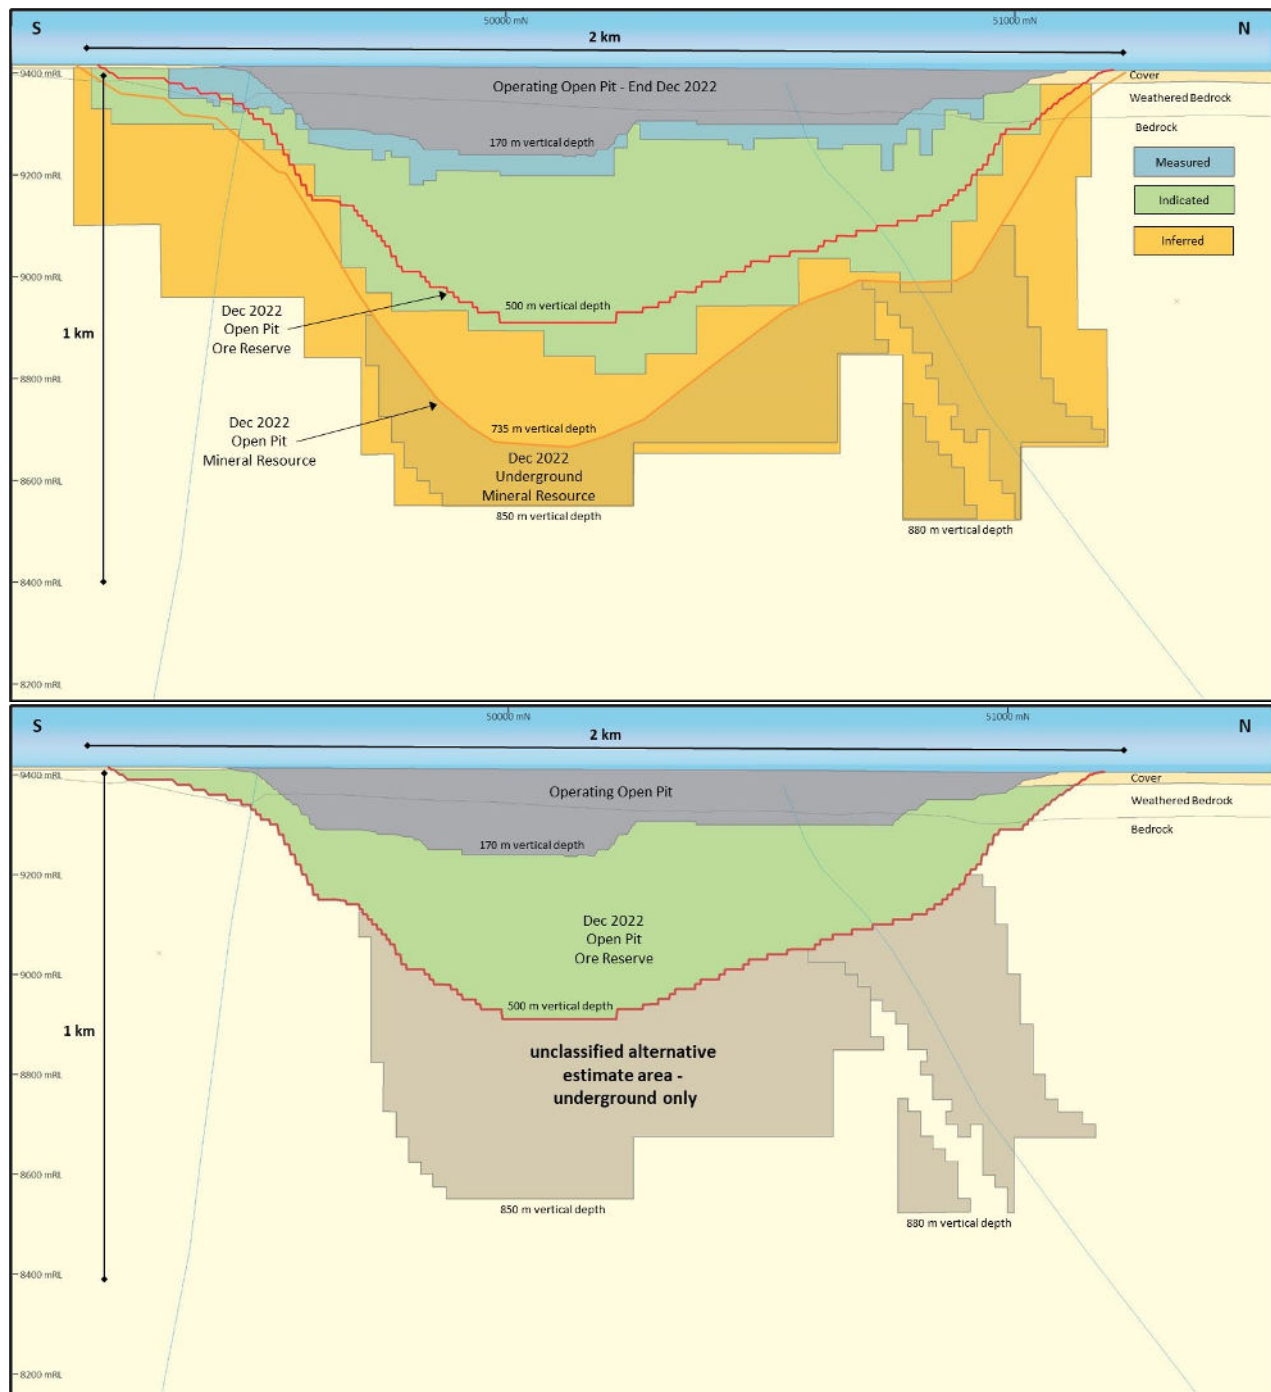 S
50000 mN
51000 mN
N
2 km
9400 mRL
Operating Open Pit - End Dec 2022
Cover
Weathered Bedrock
Bedrock
170 m vertical depth
Measured
9200 mRL
Indicated
Inferred
9000 mRL
500 m vertical depth
Dec 2022
Open Pit
Ore Reserve
1 km
8800 mRL
Dec 2022
Open Pit
Mineral Resource
735 m vertical depth
Dec 2022
Underground
Mineral Resource
8600 mRL
850 m vertical depth
880 m vertical depth
8400 mRL
8200 mRL
S
50000 mN
51000 mN
N
2 km
9400 mRL
Operating Open Pit
Cover
Weathered Bedrock
Bedrock
170 m vertical depth
9200 mRL
Dec 2022
Open Pit
Ore Reserve
9000 mRL
500 m vertical depth
1 km
unclassified alternative
estimate area -
underground only
8800 mRL
8600 mRL
850 m vertical depth
880 m vertical depth
8400 mRL
8200 mRL